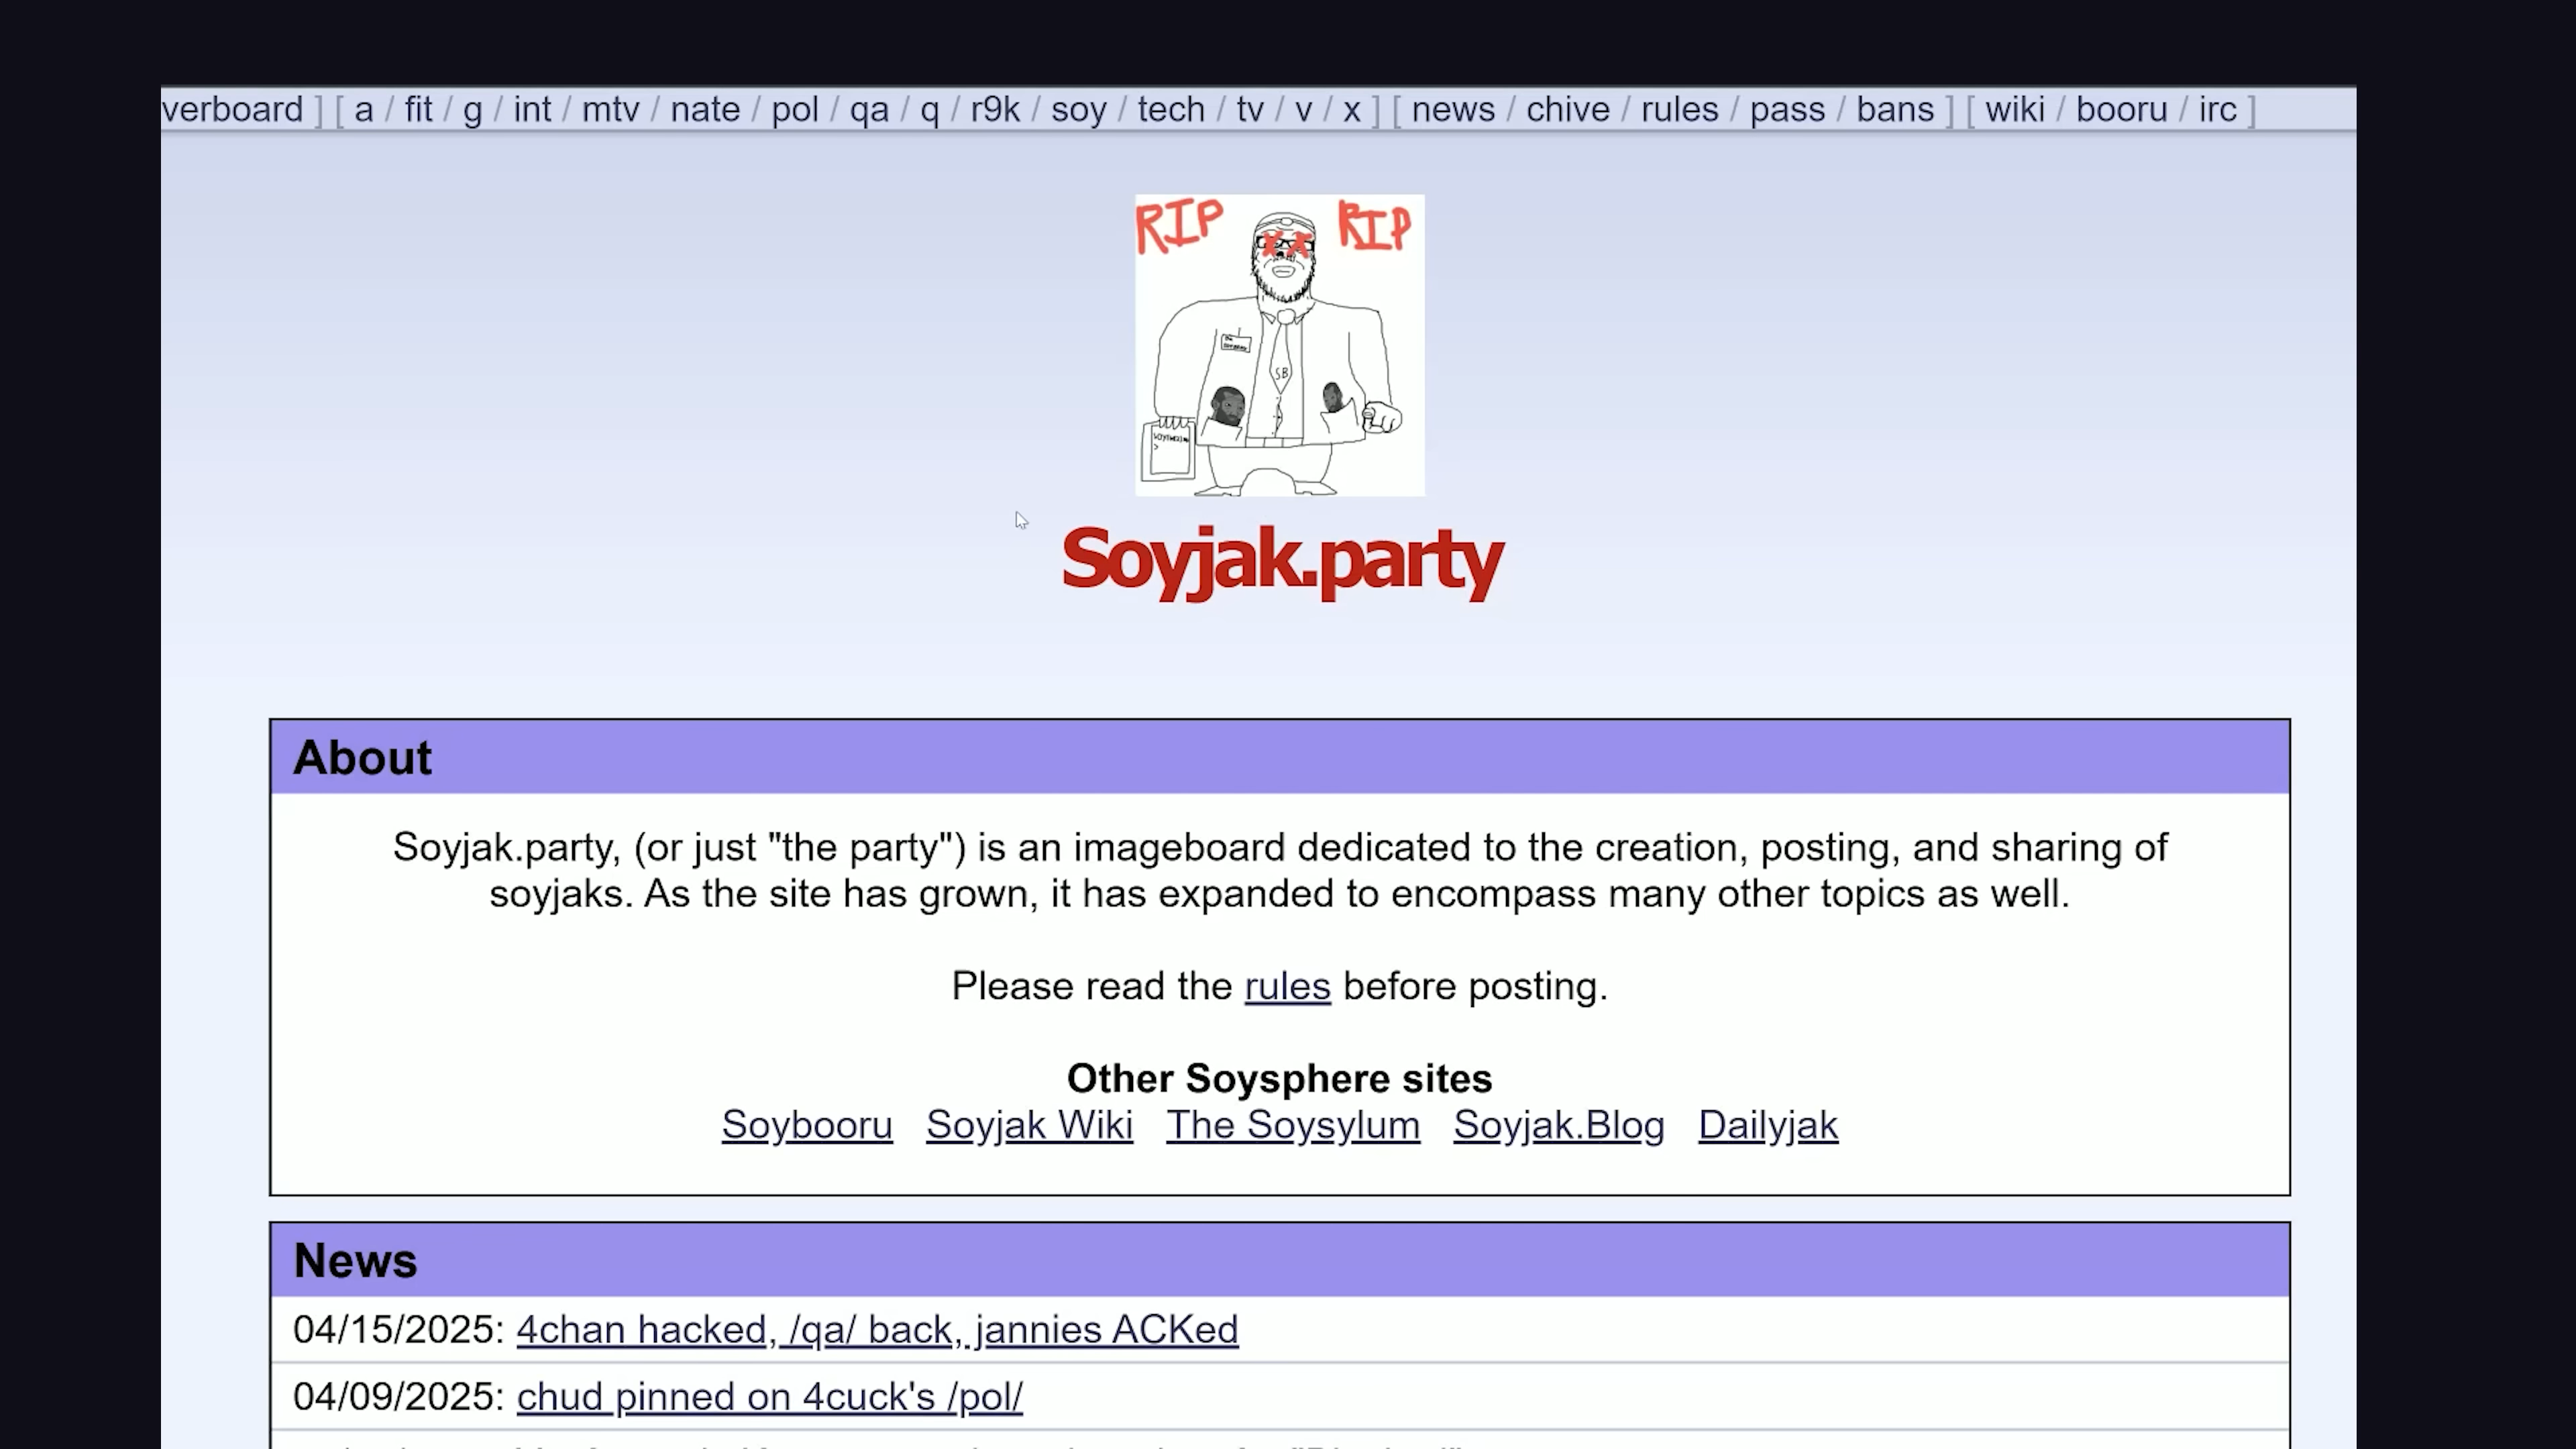 verboard ] [ a / fit / g / int / mtv / nate / pol / qa / q / r9k / soy / tech / tv / v / x ] [ news / chive / rules / pass / bans ] [ wiki / booru / irc ]
RIP RIP
SB
Soyjak.party
About
Soyjak.party, (or just "the party") is an imageboard dedicated to the creation, posting, and sharing of
soyjaks. As the site has grown, it has expanded to encompass many other topics as well.
Please read the rules before posting.
Other Soysphere sites
Soybooru Soyjak Wiki The Soysylum Soyjak.Blog Dailyjak
News
04/15/2025: 4chan hacked, /qa/ back, jannies ACKed
04/09/2025: chud pinned on 4cuck's /pol/